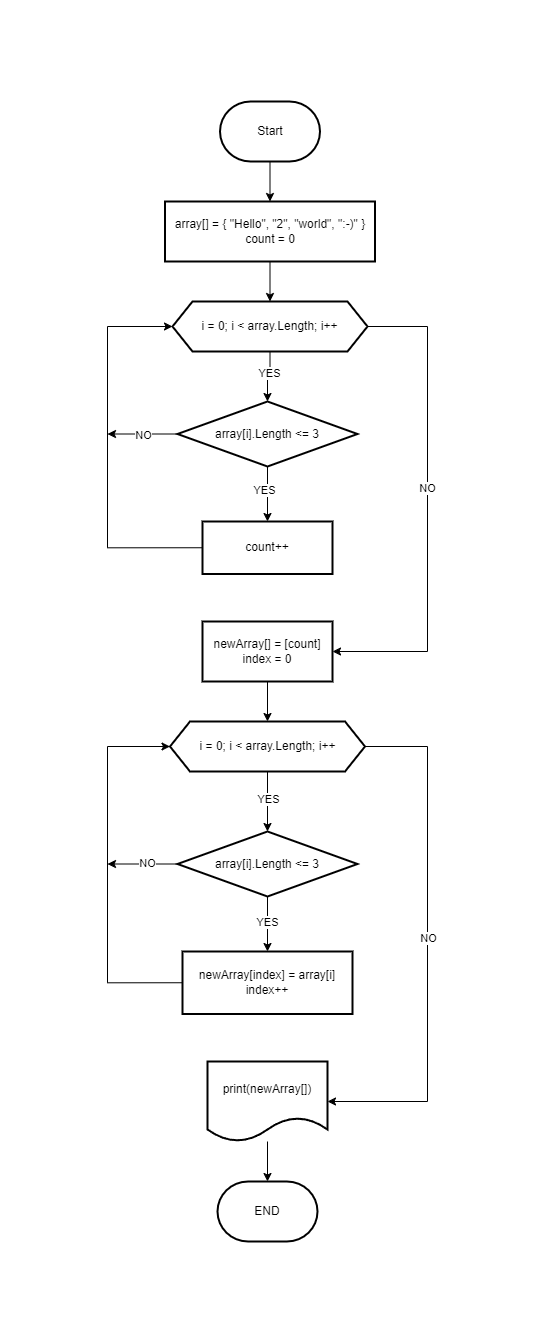 Start
array[] = { "Hello", "2", "world", ":-)" }
count = 0
i = 0; i < array.Length; i++
YES
array[i].Length <= 3
NO
YES
NO
count++
newArray[] = [count]
index = 0
i = 0; i < array.Length; i++
YES
array[i].Length <= 3
NO
YES
NO
newArray[index] = array[i]
index++
print(newArray[])
END